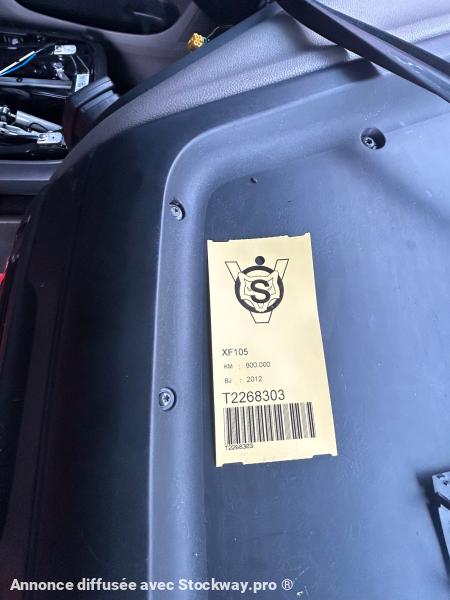 S
XF105
KM : 800.000
BJ : 2012
T2268303
T2268303
Annonce diffusée avec Stockway.pro ®